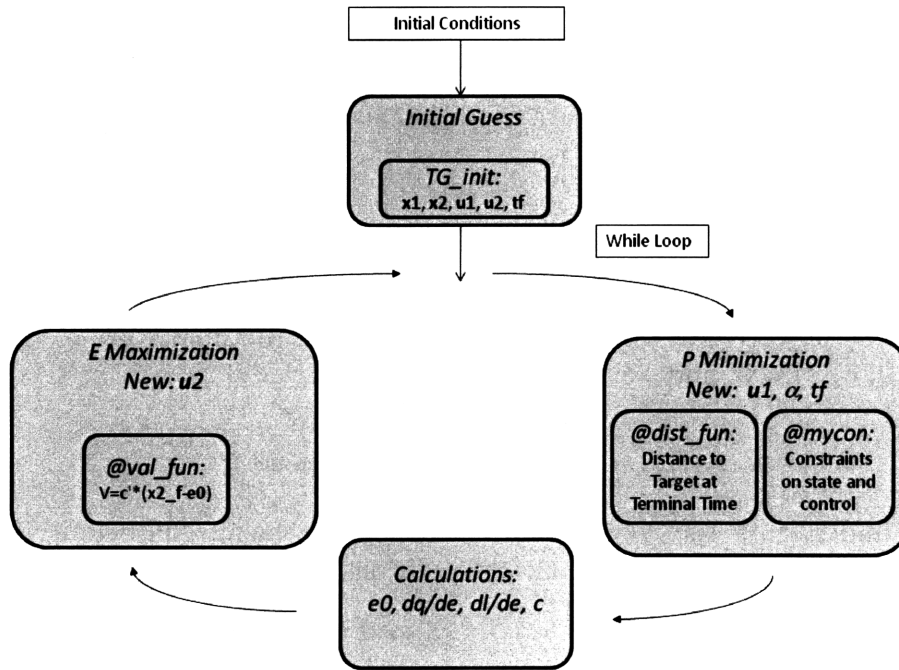 Initial Conditions
Initial Guess
TG_init:
x1, x2, u1, u2, tf
While Loop
E Maximization
New: u2
@val_fun:
V=c'*(x2_f-e0)
P Minimization
New: u1, α, tf
@dist_fun:
Distance to
Target at
Terminal Time
@mycon:
Constraints
on state and
control
Calculations:
e0, dq/de, dl/de, c